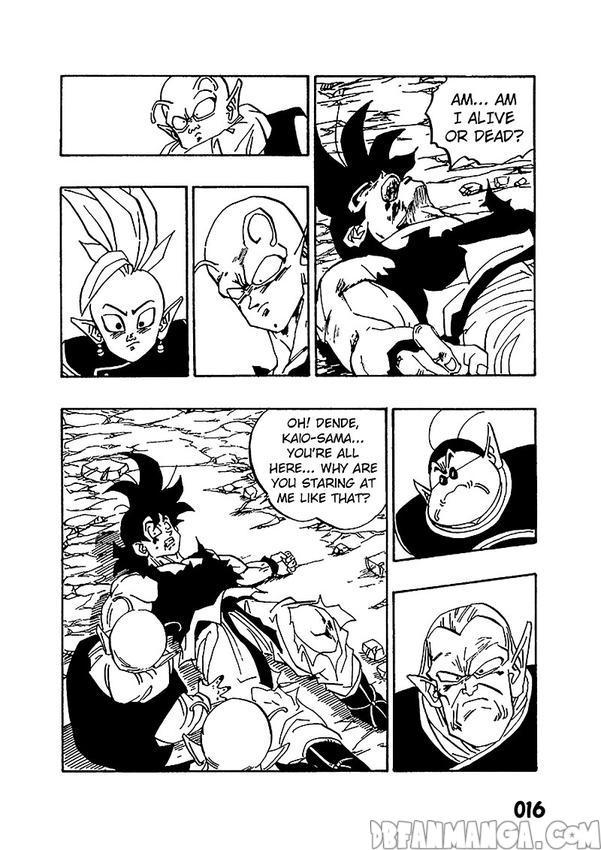 AM... AM
I ALIVE
OR DEAD?
OH! DENDE,
KAIO-SAMA...
YOU'RE ALL
HERE... WHY ARE
YOU STARING AT
ME LIKE THAT?
016
DBFANMANGA.COM